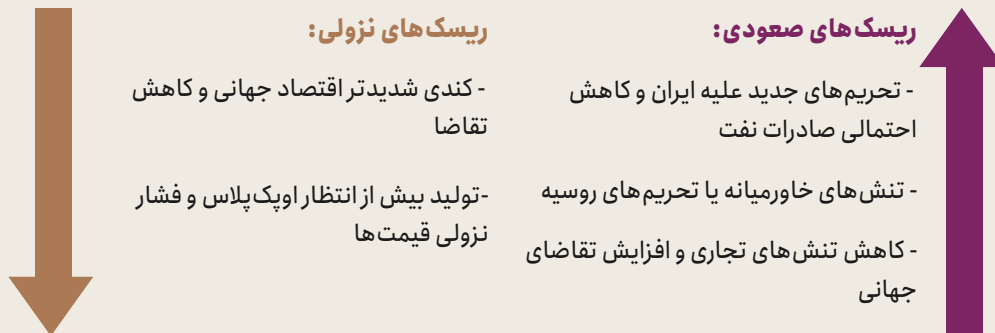 ریسک‌های صعودی:
- تحریم‌های جدید علیه ایران و کاهش
احتمالی صادرات نفت
- تنش‌های خاورمیانه یا تحریم‌های روسیه
- کاهش تنش‌های تجاری و افزایش تقاضای
جهانی
ریسک‌های نزولی:
- کندی شدیدتر اقتصاد جهانی و کاهش
تقاضا
-تولید بیش از انتظار اوپک‌پلاس و فشار
نزولی قیمت‌ها